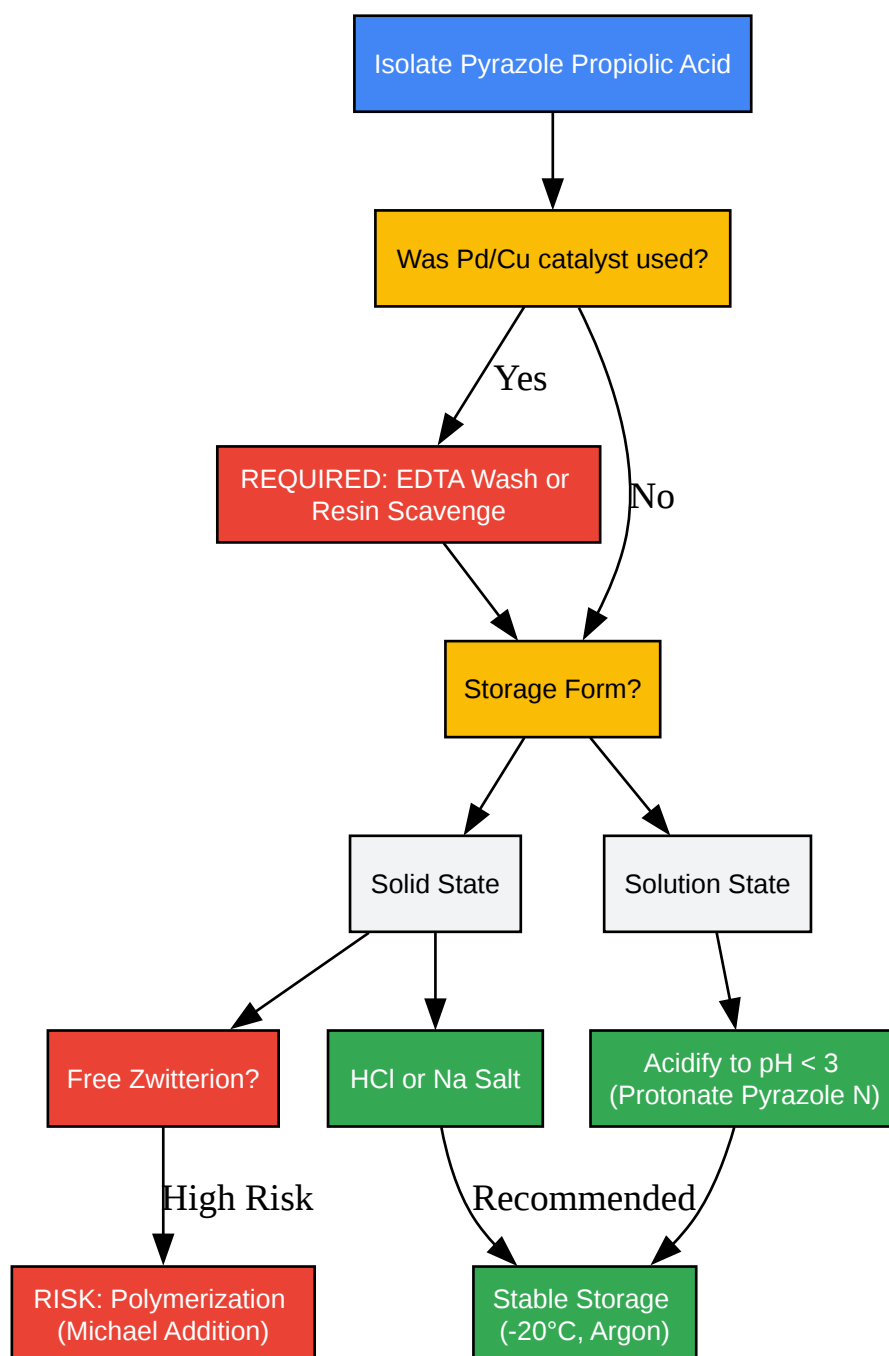 Isolate Pyrazole Propiolic Acid
Was Pd/Cu catalyst used?
Yes
REQUIRED: EDTA Wash or
Resin Scavenge
No
Storage Form?
Solid State
Solution State
Free Zwitterion?
HCl or Na Salt
Acidify to pH < 3
(Protonate Pyrazole N)
High Risk
Recommended
RISK: Polymerization
(Michael Addition)
Stable Storage
(-20°C, Argon)